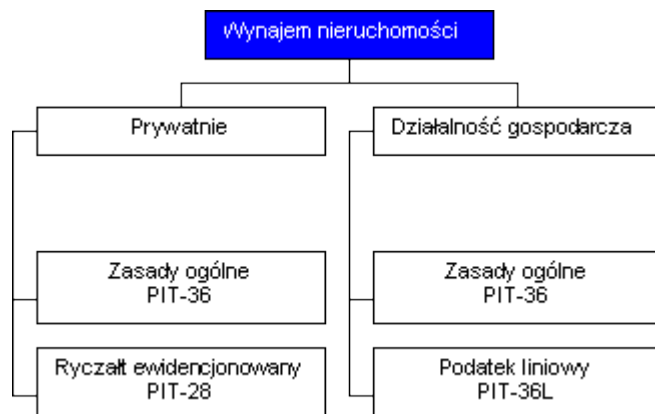 Wynajem nieruchomości
Prywatnie
Działalność gospodarcza
Zasady ogólne
PIT-36
Zasady ogólne
PIT-36
Ryczałt ewidencjonowany
PIT-28
Podatek liniowy
PIT-36L